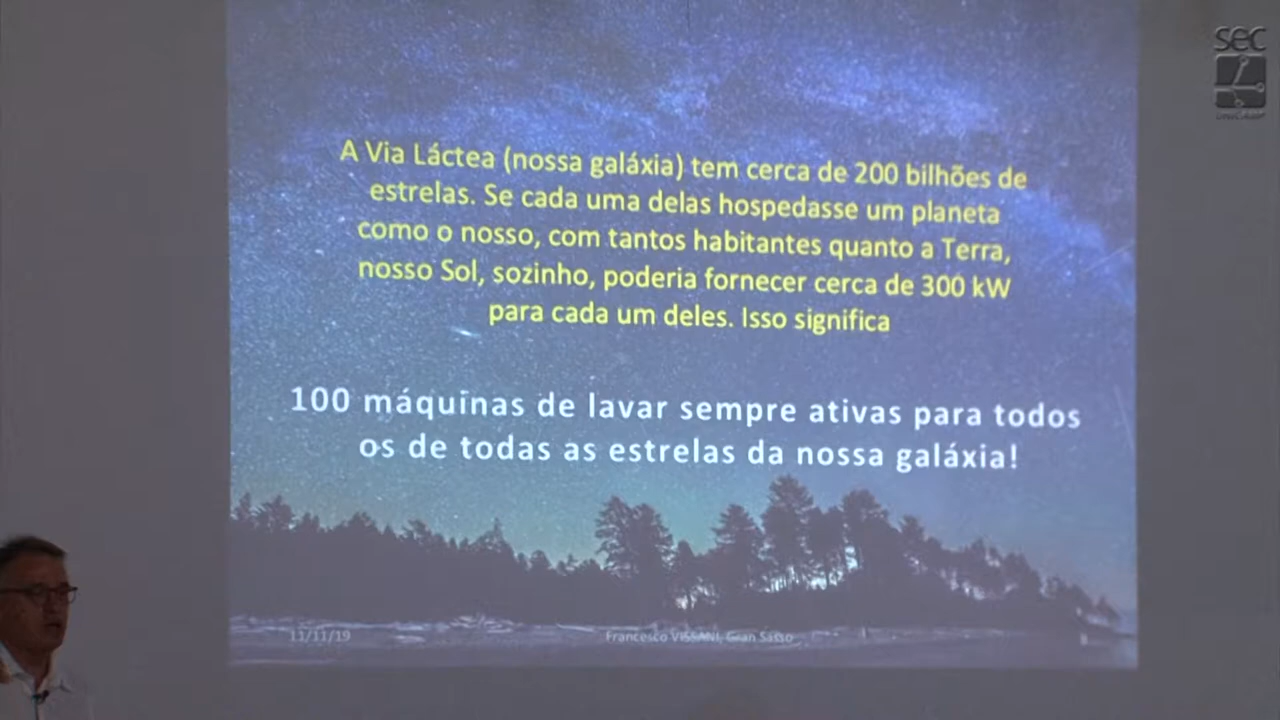 sec
A Via Láctea (nossa galáxia) tem cerca de 200 bilhões de
estrelas. Se cada uma delas hospedasse um planeta
como o nosso, com tantos habitantes quanto a Terra,
nosso Sol, sozinho, poderia fornecer cerca de 300 kW
para cada um deles. Isso significa
100 máquinas de lavar sempre ativas para todos
os de todas as estrelas da nossa galáxia!
11/11/19
Francesco VISSANI, Gran Sasso